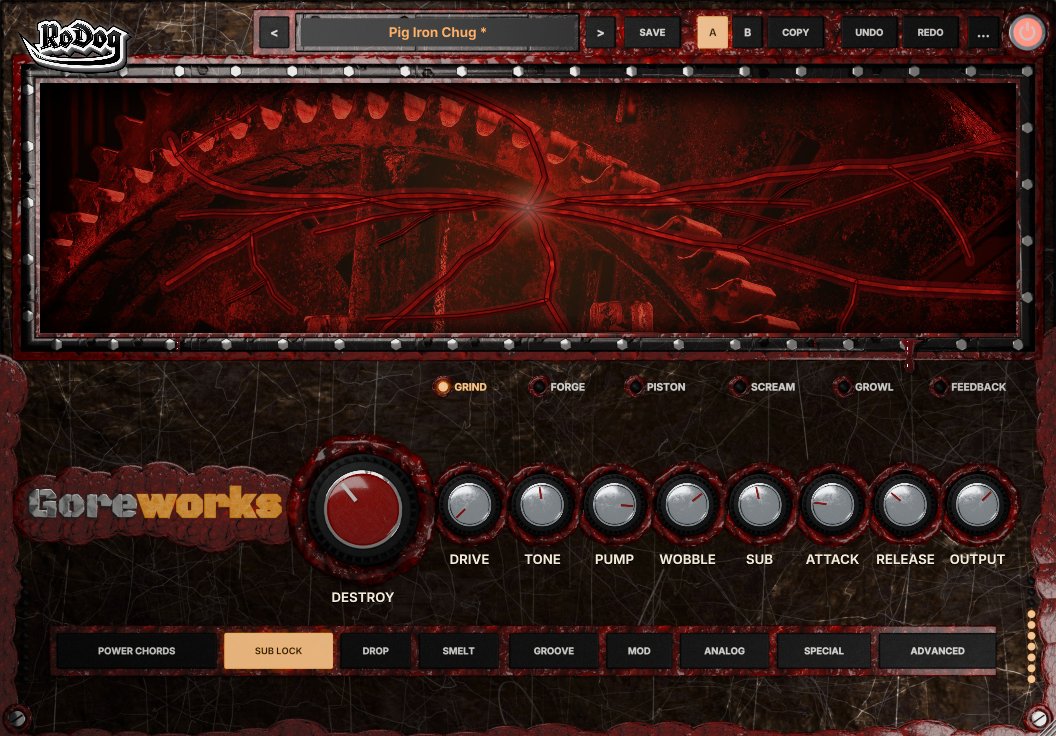 RoDog
< Pig Iron Chug * > SAVE A B COPY UNDO REDO ...
GRIND FORGE PISTON SCREAM GROWL FEEDBACK
Goreworks
DRIVE TONE PUMP WOBBLE SUB ATTACK RELEASE OUTPUT
DESTROY
POWER CHORDS SUB LOCK DROP SMELT GROOVE MOD ANALOG SPECIAL ADVANCED